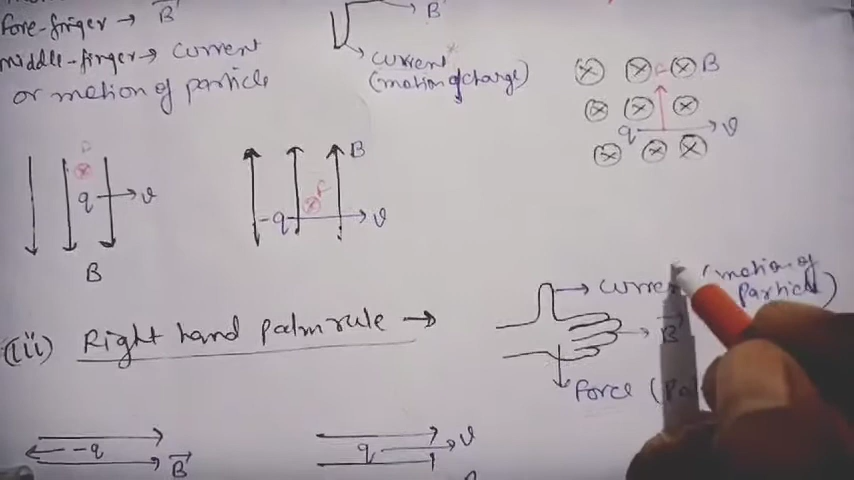 Fore-finger → B
Middle-finger → current
or motion of particle
B
current
(motion of charge)
B
q v
F
q v
B
B
F
-q v
(iii) Right hand palm rule →
current (motion of
particle)
B
Force
-q
B
q v